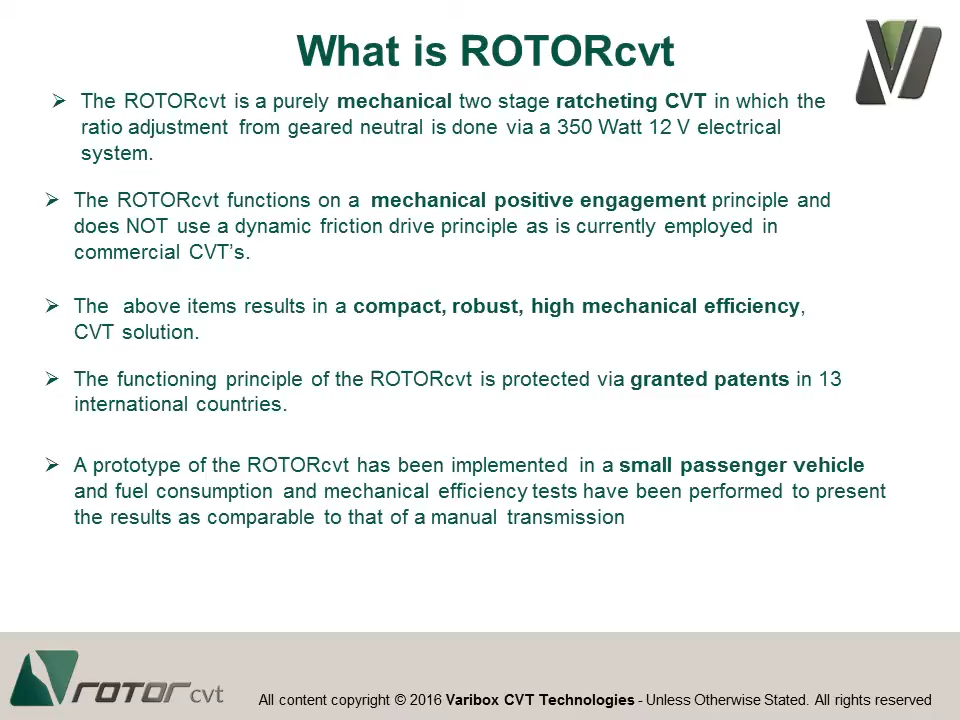 What is ROTORcvt
➢ The ROTORcvt is a purely mechanical two stage ratcheting CVT in which the
ratio adjustment from geared neutral is done via a 350 Watt 12 V electrical
system.
➢ The ROTORcvt functions on a mechanical positive engagement principle and
does NOT use a dynamic friction drive principle as is currently employed in
commercial CVT’s.
➢ The above items results in a compact, robust, high mechanical efficiency,
CVT solution.
➢ The functioning principle of the ROTORcvt is protected via granted patents in 13
international countries.
➢ A prototype of the ROTORcvt has been implemented in a small passenger vehicle
and fuel consumption and mechanical efficiency tests have been performed to present
the results as comparable to that of a manual transmission
ROTOR cvt
All content copyright © 2016 Varibox CVT Technologies - Unless Otherwise Stated. All rights reserved